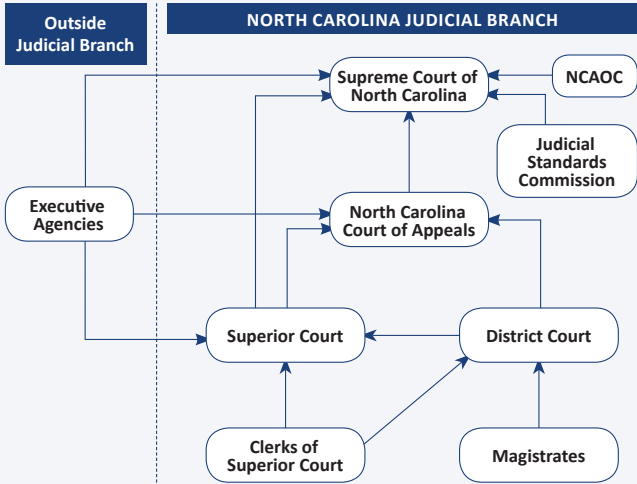 Outside
Judicial Branch
NORTH CAROLINA JUDICIAL BRANCH
Supreme Court of
North Carolina
NCAOC
Judicial
Standards
Commission
Executive
Agencies
North Carolina
Court of Appeals
Superior Court
District Court
Clerks of
Superior Court
Magistrates